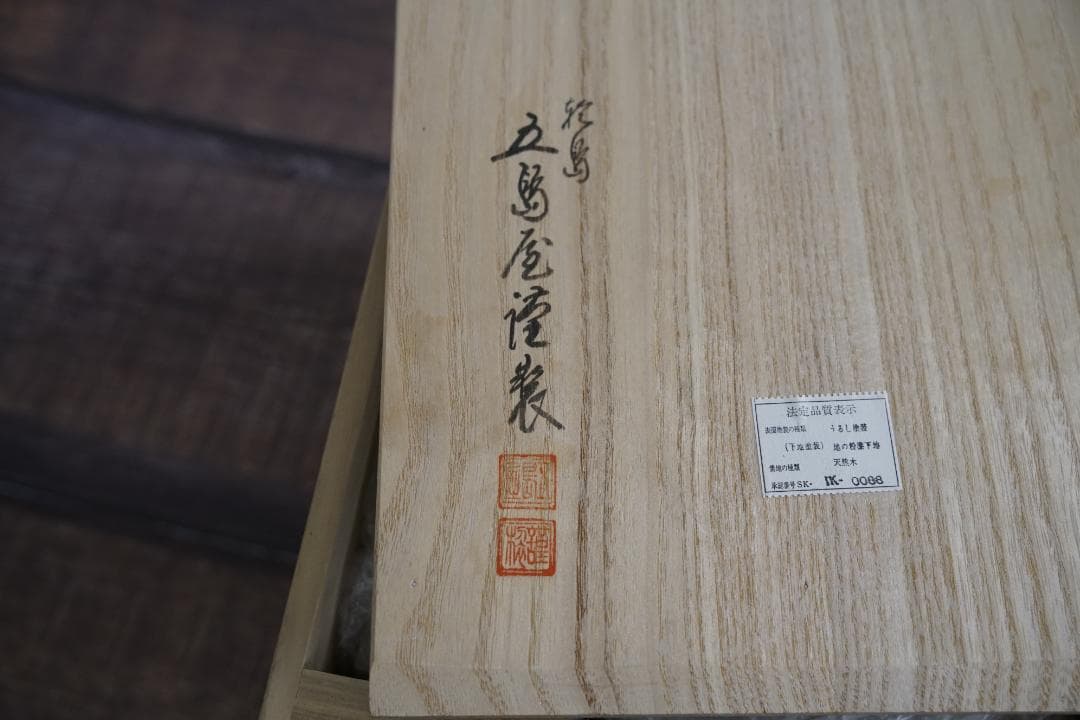 輪島
五島屋謹製
法定品質表示
表面塗装の種類 うるし塗装
(下地塗装) 地の粉漆下地
素地の種類 天然木
承認番号SK- IK- 0086